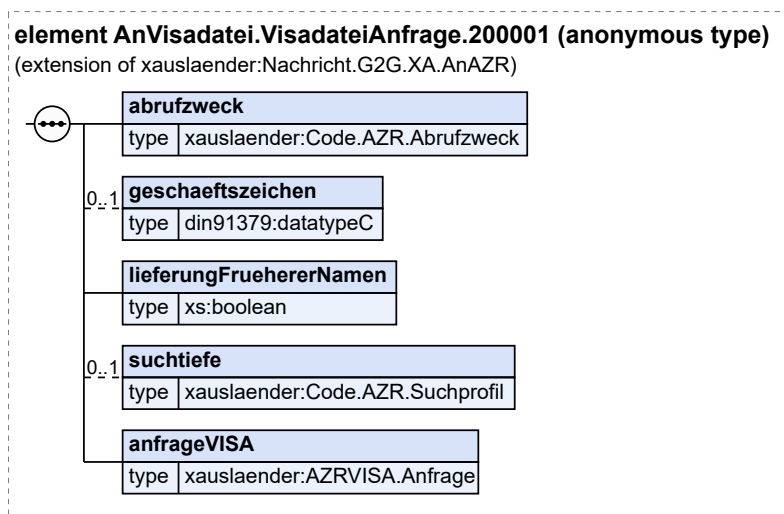 element AnVisadatei.VisadateiAnfrage.200001 (anonymous type)
(extension of xauslaender:Nachricht.G2G.XA.AnAZR)
abrufzweck
type xauslaender:Code.AZR.Abrufzweck
0..1
geschaeftszeichen
type din91379:datatypeC
lieferungFruehererNamen
type xs:boolean
0..1
suchtiefe
type xauslaender:Code.AZR.Suchprofil
anfrageVISA
type xauslaender:AZRVISA.Anfrage